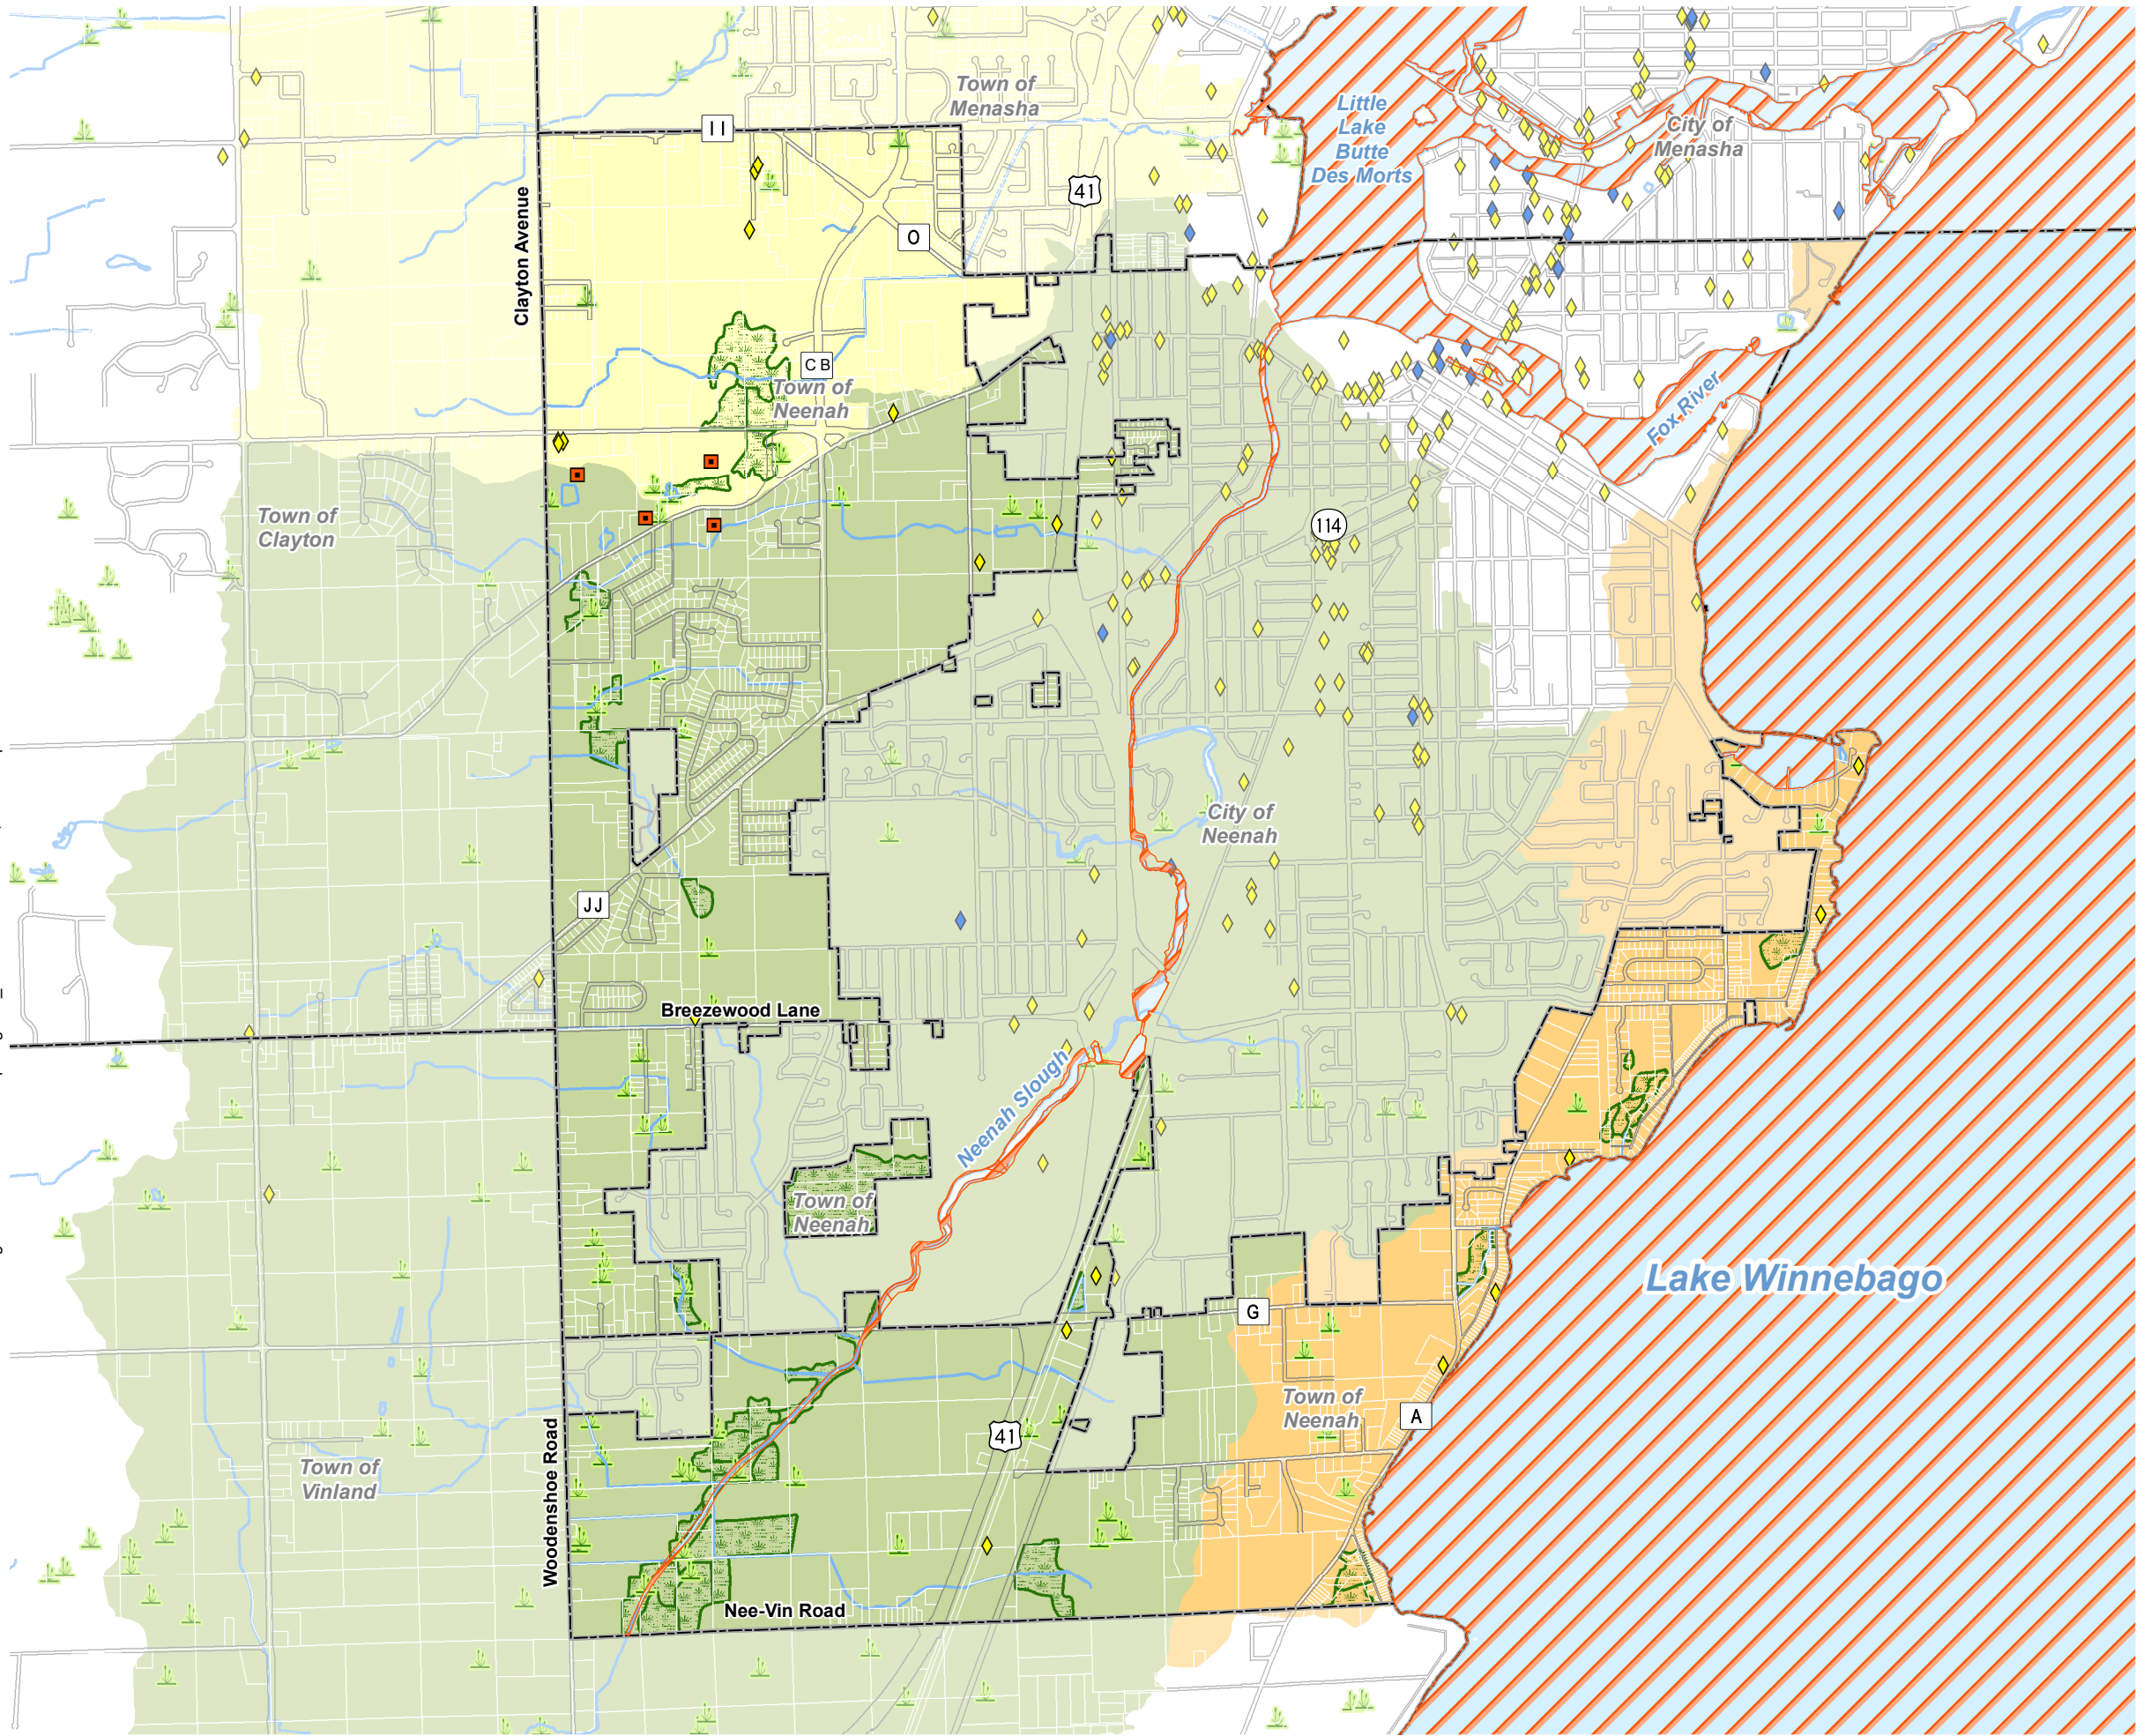 Town of
Menasha
Little
Lake
Butte
Des Morts
City of
Menasha
II
41
O
Clayton Avenue
CB
Town of
Neenah
Fox River
Town of
Clayton
114
City of
Neenah
JJ
Breezewood Lane
Neenah Slough
Town of
Neenah
Lake Winnebago
G
Town of
Neenah
A
41
Town of
Vinland
Woodenshoe Road
Nee-Vin Road